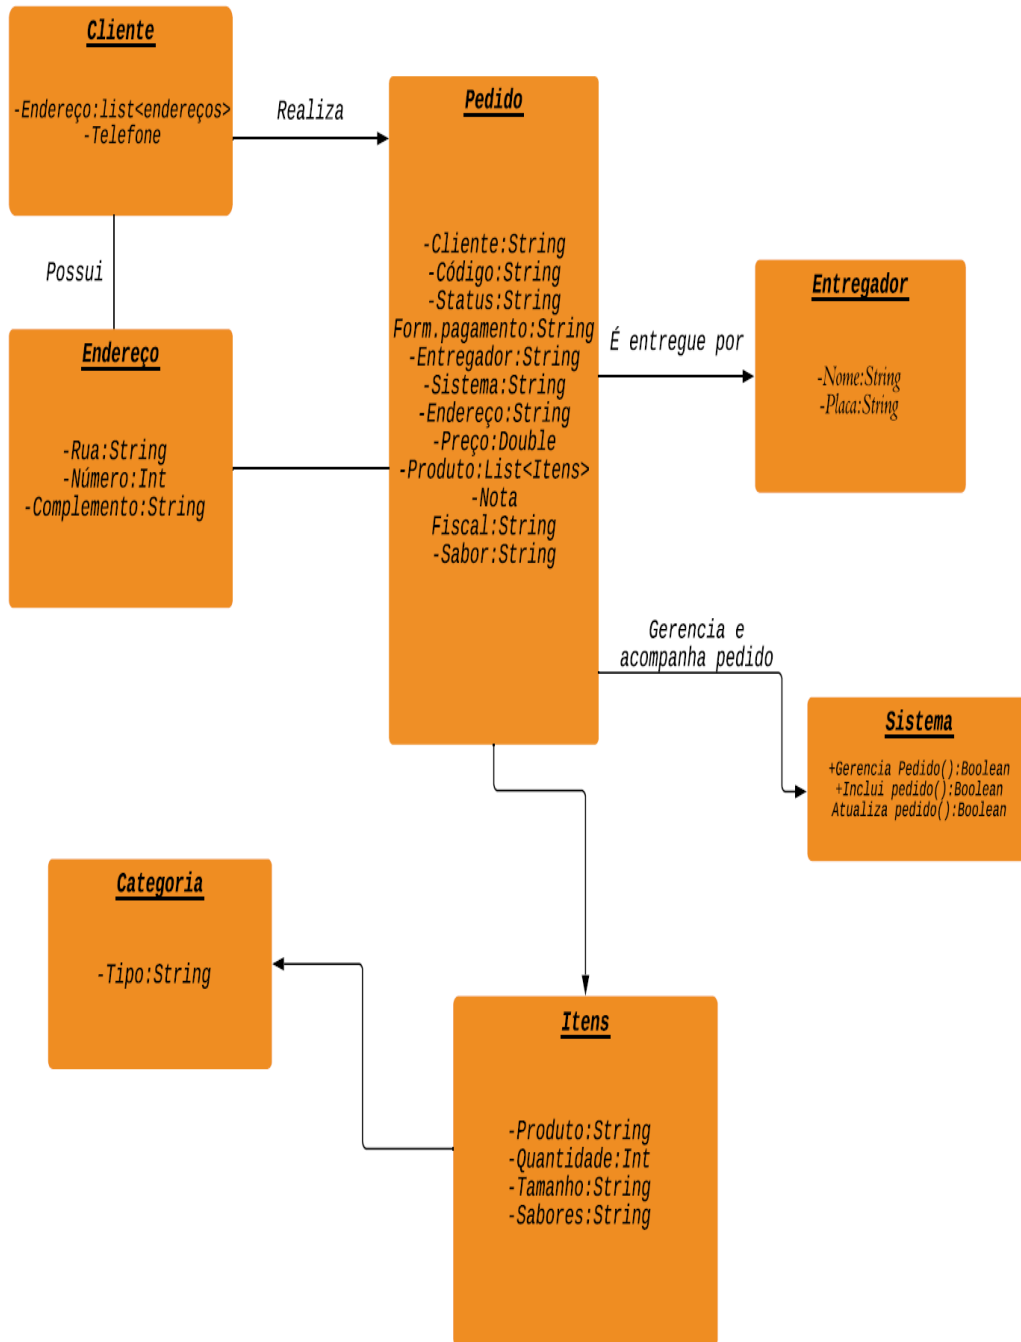 Cliente
-Endereço:list<endereços>
-Telefone
Realiza
Pedido
-Cliente:String
-Código:String
-Status:String
Form.pagamento:String
-Entregador:String
-Sistema:String
-Endereço:String
-Preço:Double
-Produto:List<Itens>
-Nota
Fiscal:String
-Sabor:String
Possui
Endereço
-Rua:String
-Número:Int
-Complemento:String
É entregue por
Entregador
-Nome:String
-Placa:String
Gerencia e
acompanha pedido
Sistema
+Gerencia Pedido():Boolean
+Inclui pedido():Boolean
Atualiza pedido():Boolean
Categoria
-Tipo:String
Itens
-Produto:String
-Quantidade:Int
-Tamanho:String
-Sabores:String